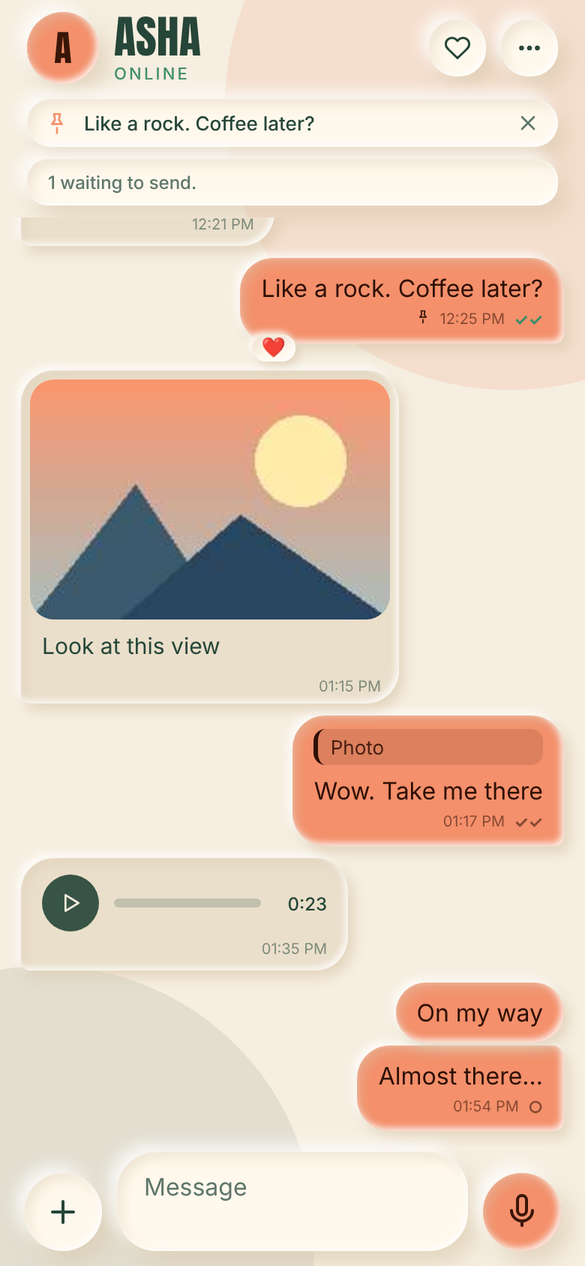 A
ASHA
ONLINE
Like a rock. Coffee later?
1 waiting to send.
12:21 PM
Like a rock. Coffee later?
12:25 PM
Look at this view
01:15 PM
Photo
Wow. Take me there
01:17 PM
0:23
01:35 PM
On my way
Almost there...
01:54 PM
Message